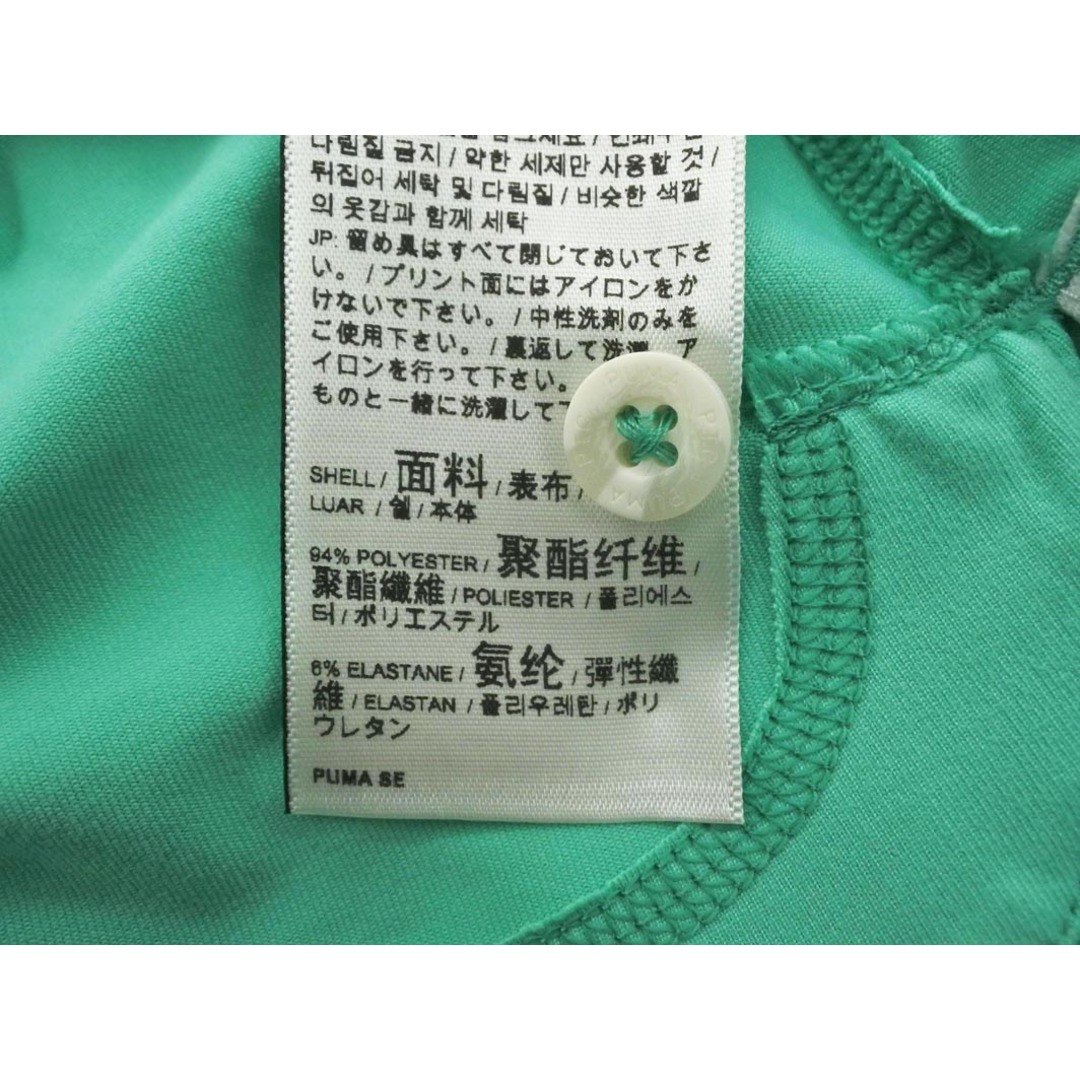 나림질 금지 / 약한 세제만 사용할 것 /
뒤집어 세탁 및 다림질 / 비슷한 색깔
의 옷감과 함께 세탁
JP: 留め具はすべて閉じておいて下さ
い。 / プリント面にはアイロンをか
けないで下さい。 / 中性洗剤のみを
ご使用下さい。 / 裏返して洗濯 ア
イロンを行って下さい。
ものと一緒に洗濯して
SHELL / 面料 / 表布 /
LUAR / 쉘 / 本体
94% POLYESTER / 聚酯纤维 /
聚酯纖維 / POLIESTER / 폴리에스
터 / ポリエステル
6% ELASTANE / 氨纶 / 彈性纖
維 / ELASTAN / 폴리우레탄 / ポリ
ウレタン
PUMA SE
PUMA PUMA